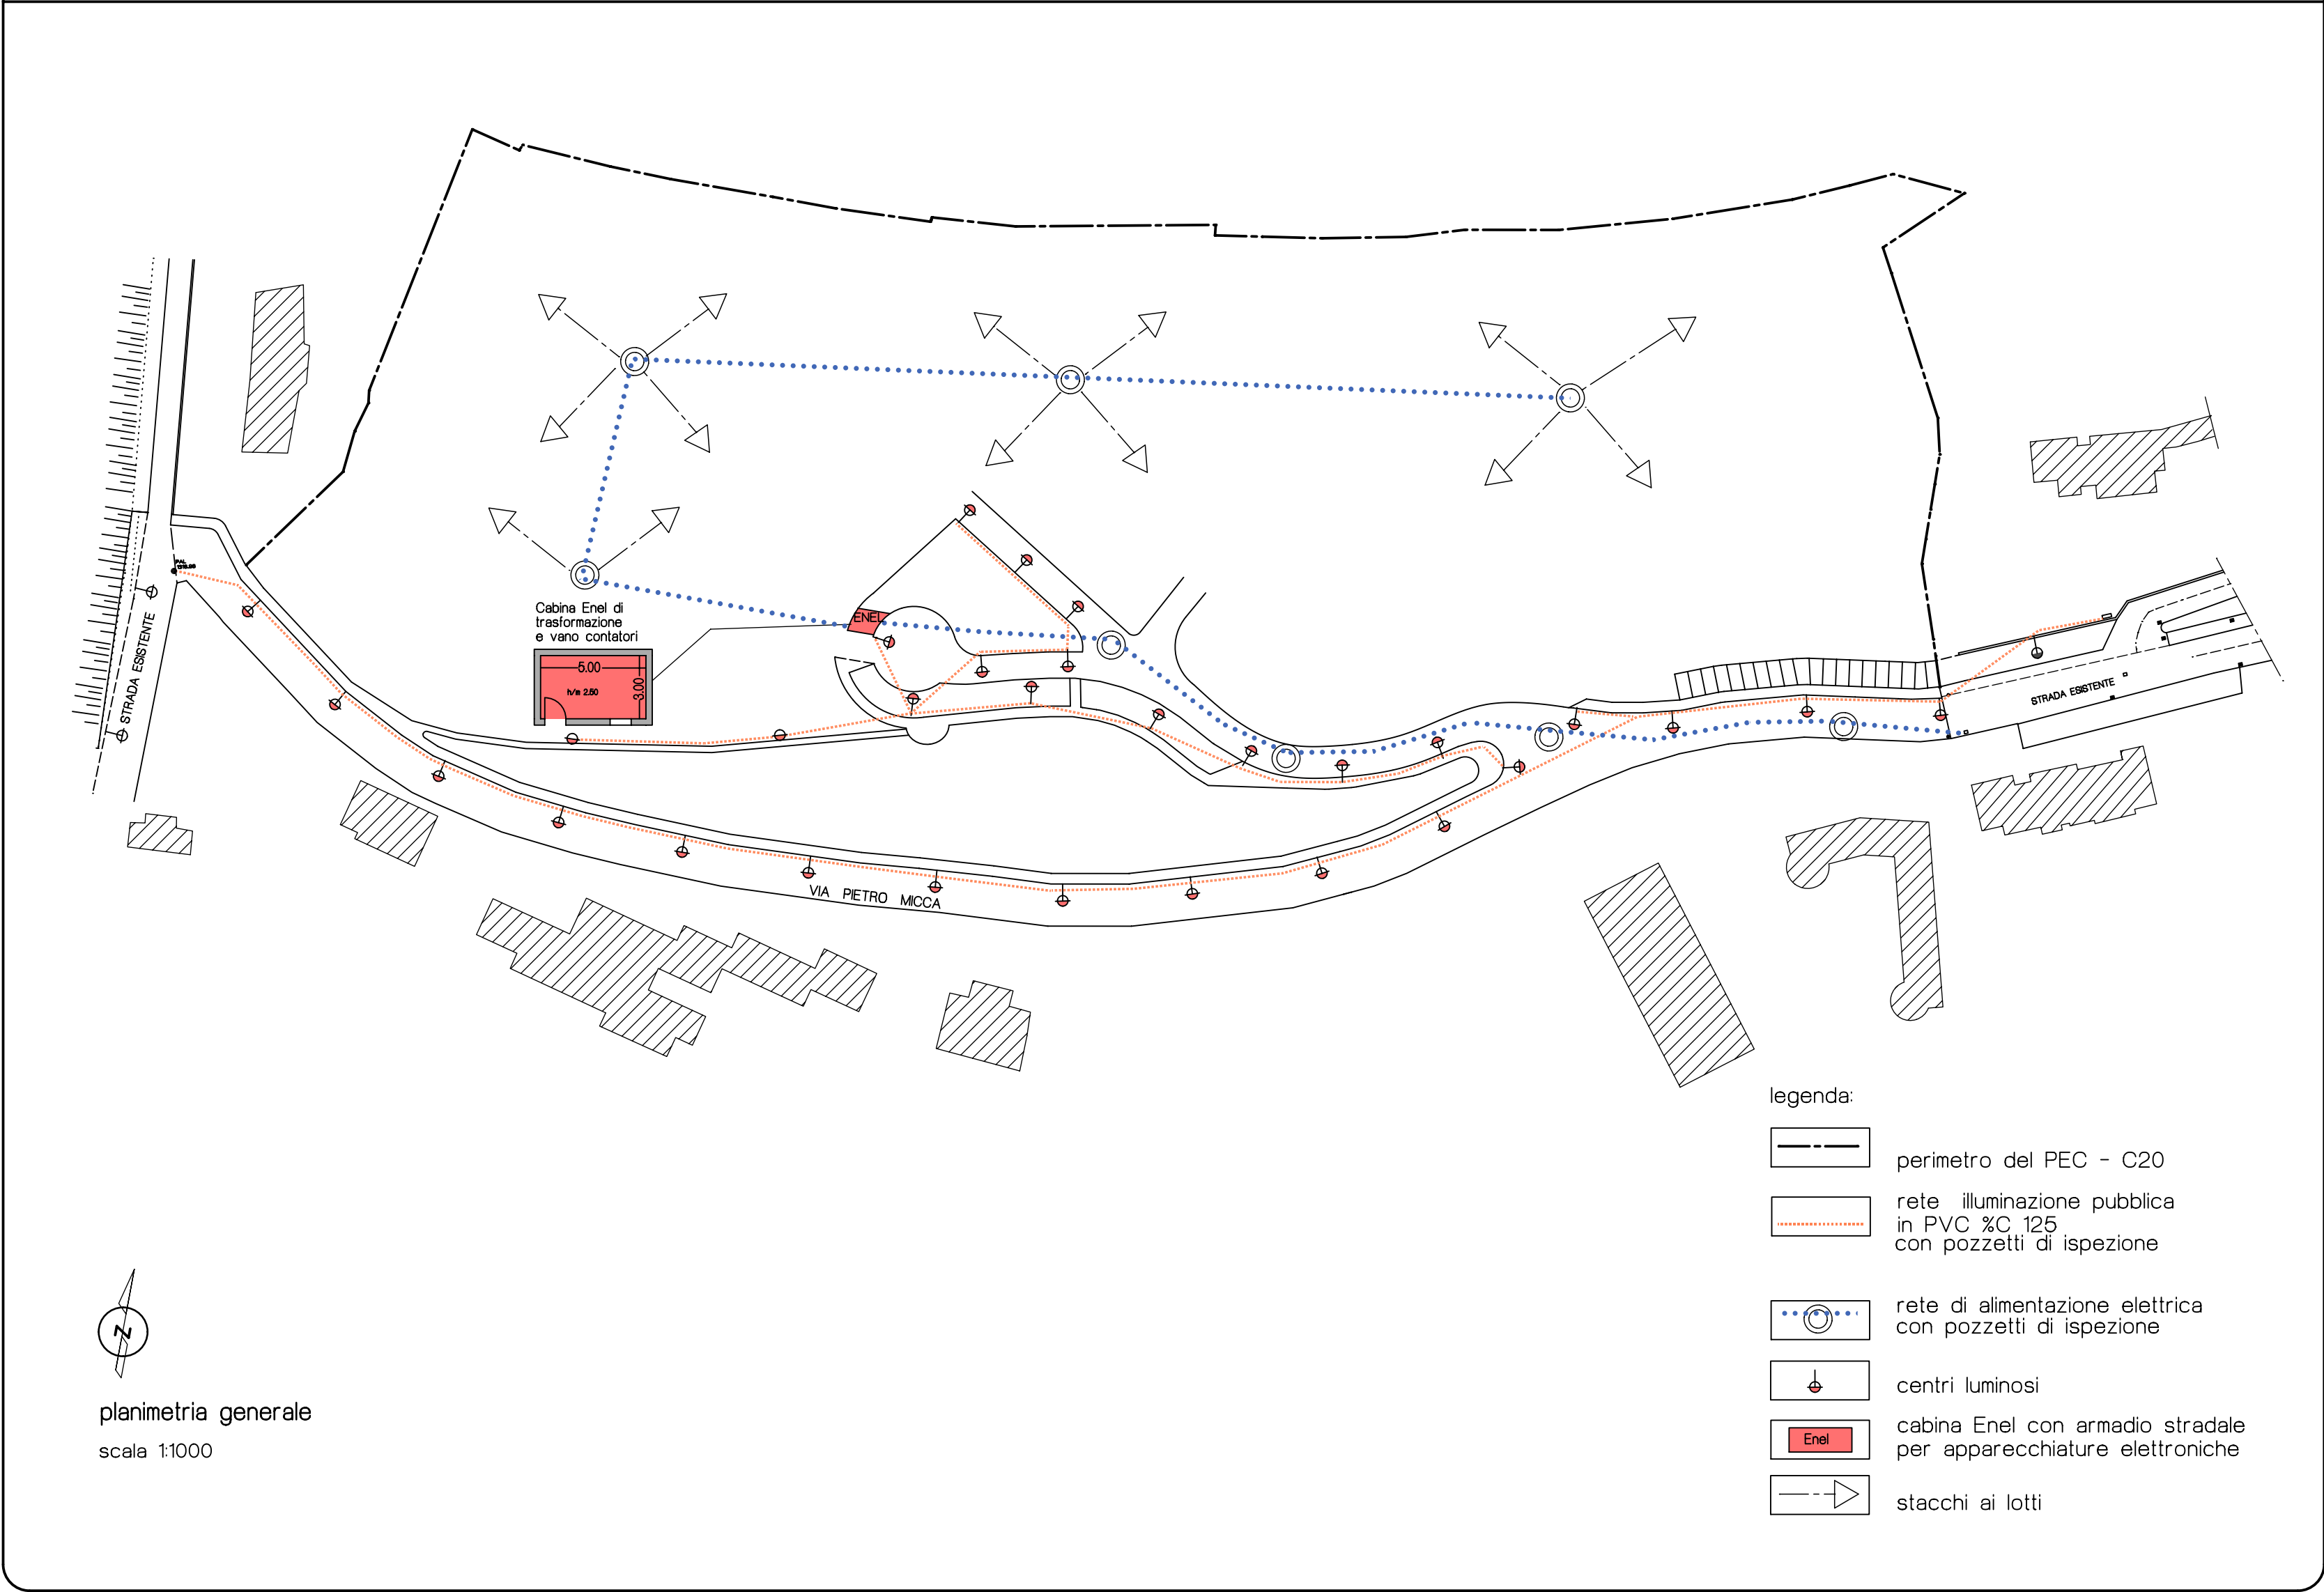 Cabina Enel di
trasformazione
e vano contatori
5.00
3.00
h/m 2.50
ENEL
STRADA ESISTENTE
STRADA ESISTENTE
VIA PIETRO MICCA
legenda:
perimetro del PEC - C20
rete illuminazione pubblica
in PVC %C 125
con pozzetti di ispezione
rete di alimentazione elettrica
con pozzetti di ispezione
centri luminosi
Enel
cabina Enel con armadio stradale
per apparecchiature elettroniche
stacchi ai lotti
N
planimetria generale
scala 1:1000